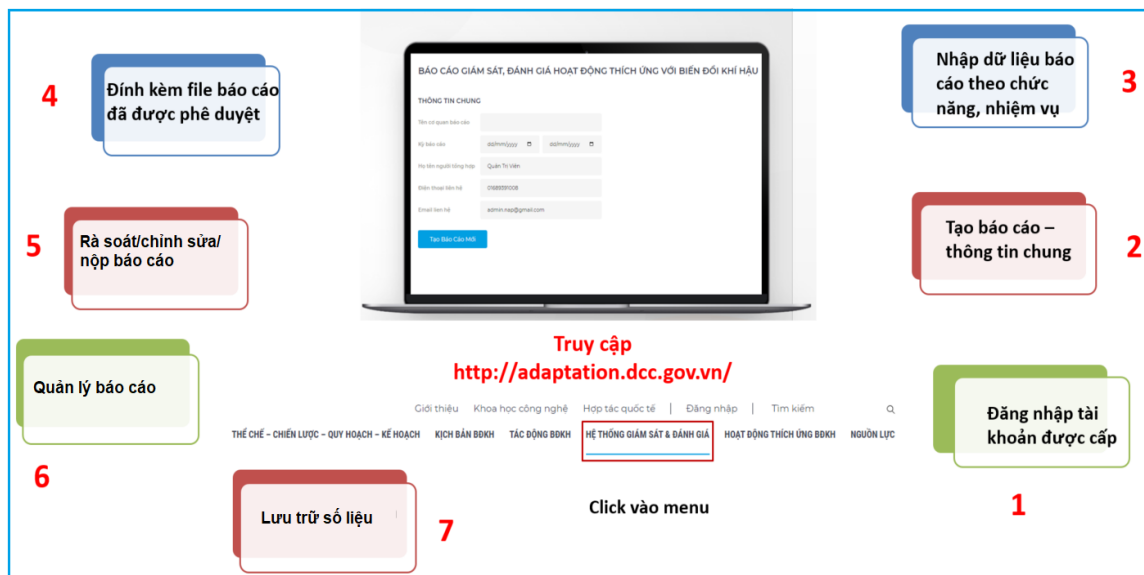 BÁO CÁO GIÁM SÁT, ĐÁNH GIÁ HOẠT ĐỘNG THÍCH ỨNG VỚI BIẾN ĐỔI KHÍ HẬU
THÔNG TIN CHUNG
Tên cơ quan báo cáo
Kỳ báo cáo dd/mm/yyyy dd/mm/yyyy
Họ tên người tổng hợp Quản Trị Viên
Điện thoại liên hệ 01689391008
Email liên hệ admin.nap@gmail.com
Tạo Báo Cáo Mới
4
Đính kèm file báo cáo
đã được phê duyệt
Nhập dữ liệu báo
cáo theo chức
năng, nhiệm vụ
3
5
Rà soát/chỉnh sửa/
nộp báo cáo
Tạo báo cáo –
thông tin chung
2
Truy cập
http://adaptation.dcc.gov.vn/
Quản lý báo cáo
6
Giới thiệu Khoa học công nghệ Hợp tác quốc tế | Đăng nhập | Tìm kiếm
THỂ CHẾ – CHIẾN LƯỢC – QUY HOẠCH – KẾ HOẠCH KỊCH BẢN BĐKH TÁC ĐỘNG BĐKH HỆ THỐNG GIÁM SÁT & ĐÁNH GIÁ HOẠT ĐỘNG THÍCH ỨNG BĐKH NGUỒN LỰC
Đăng nhập tài
khoản được cấp
1
Click vào menu
Lưu trữ số liệu
7